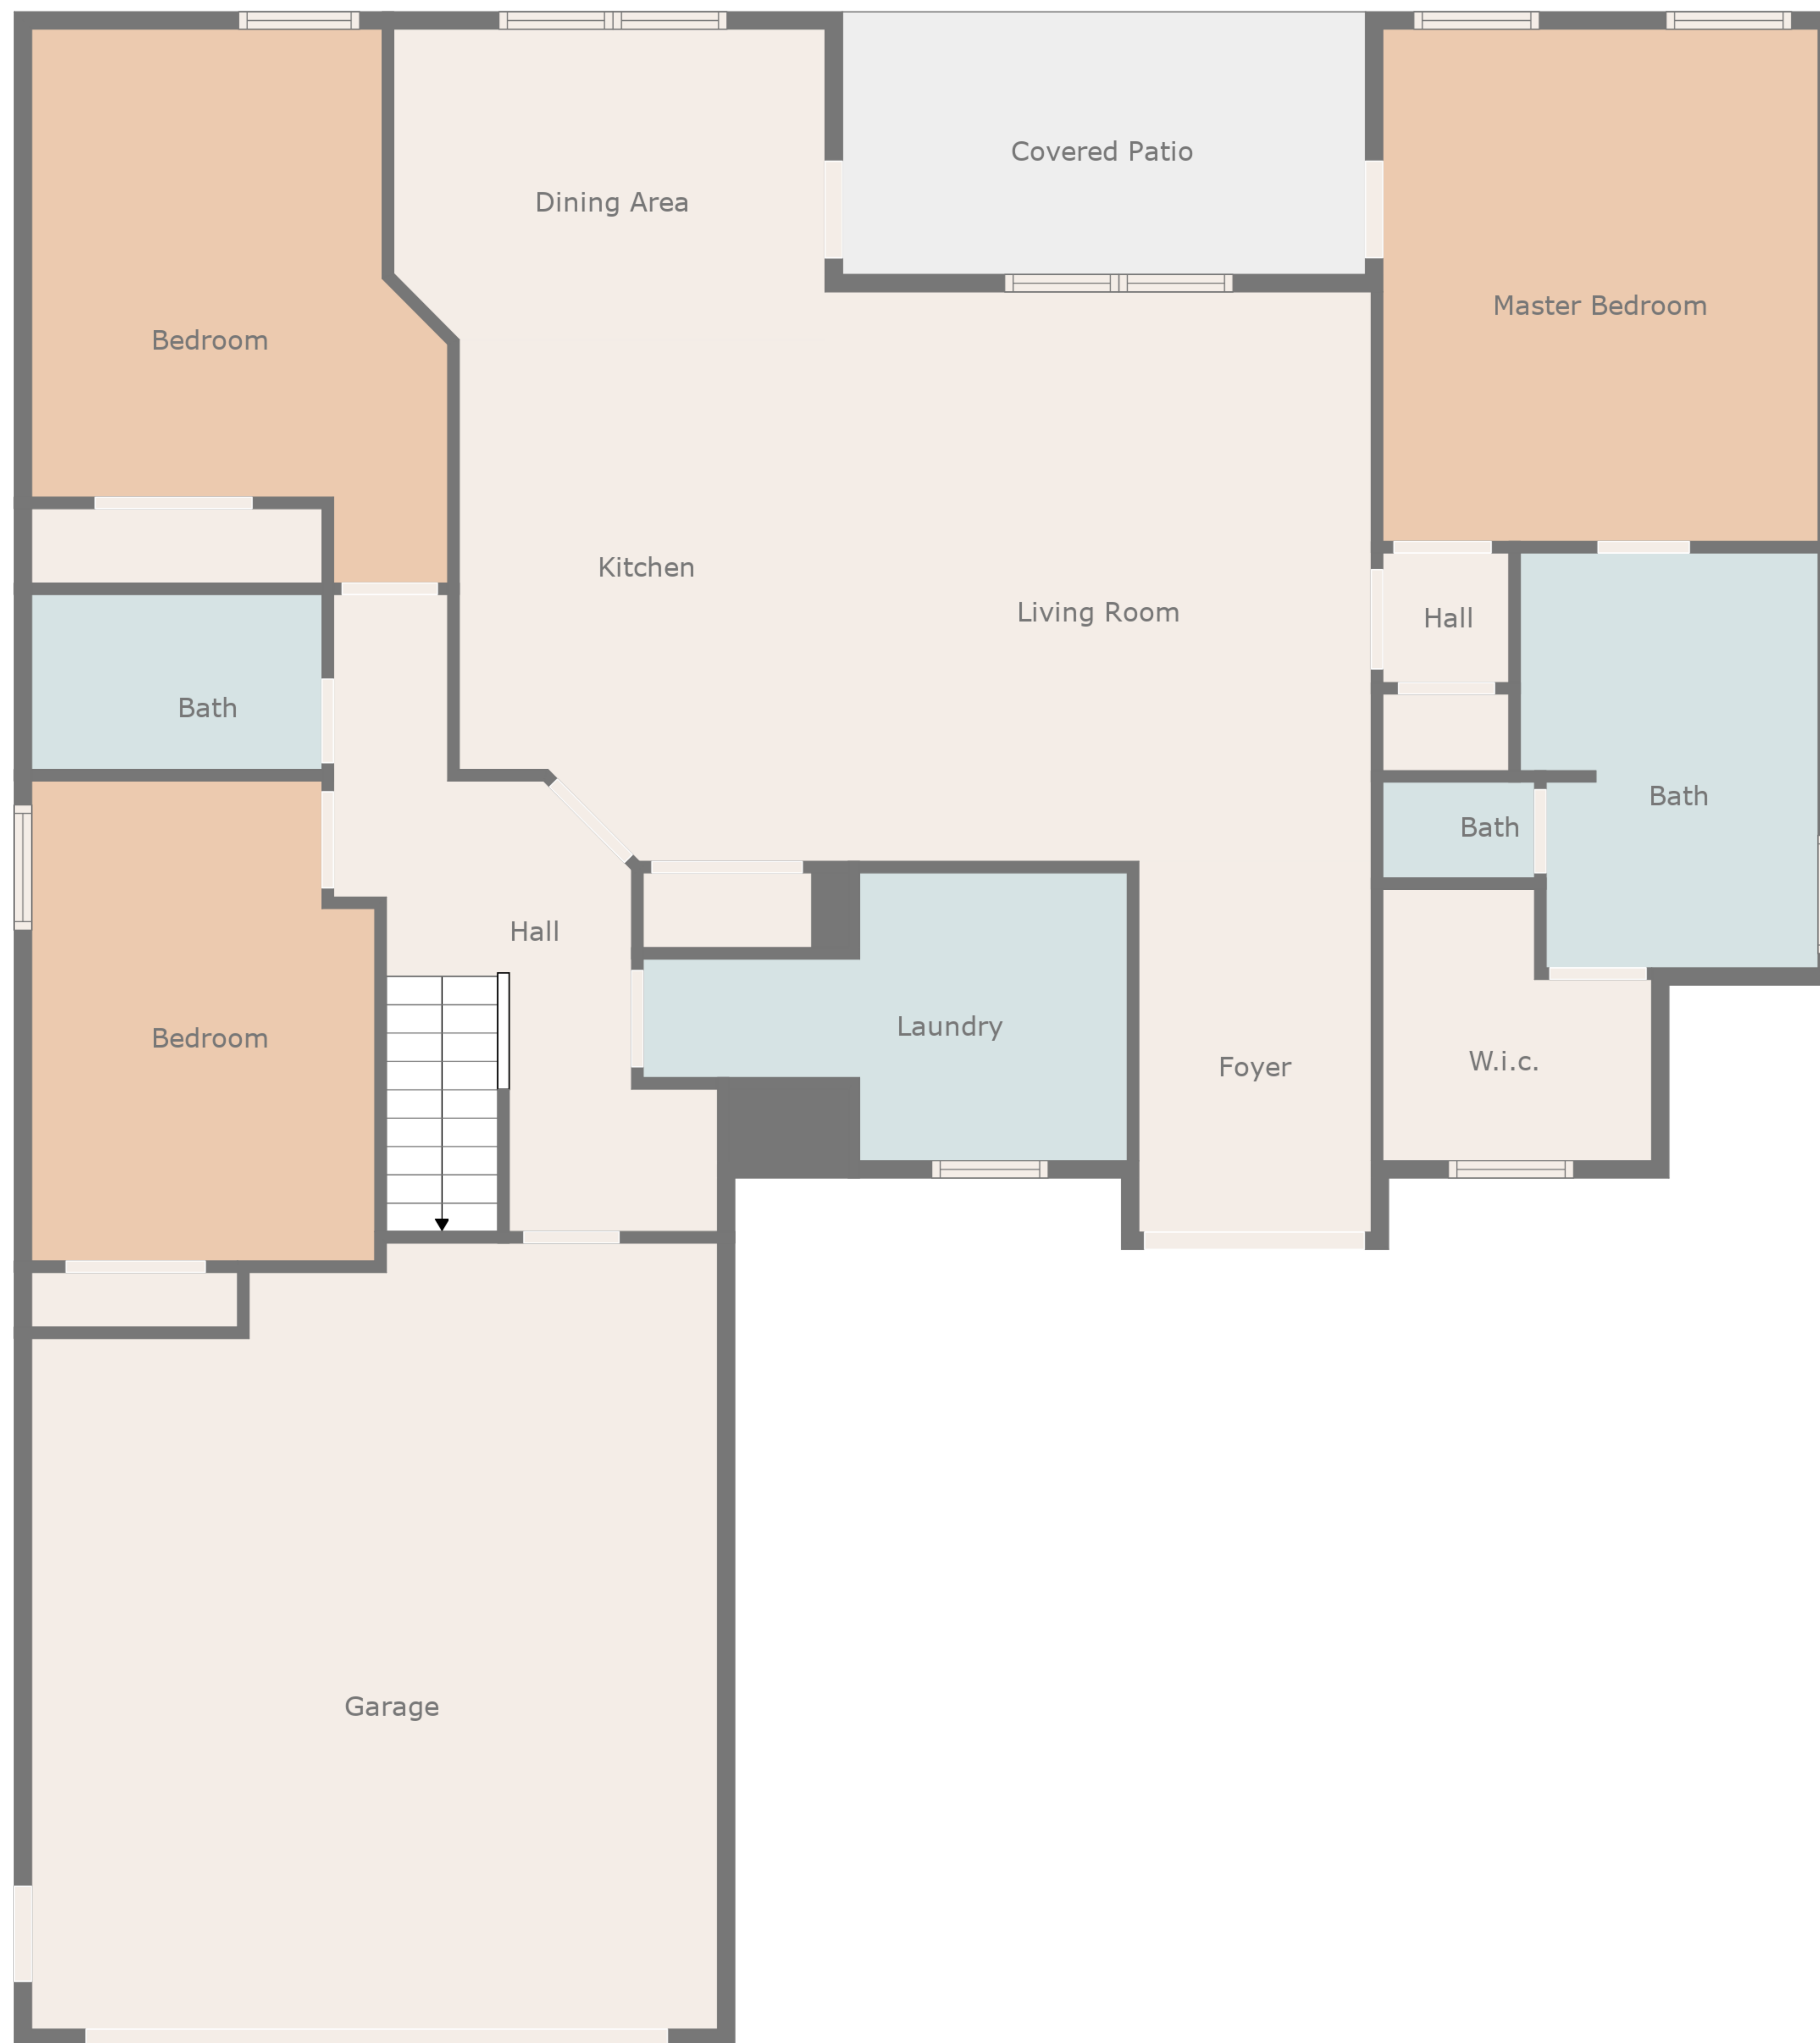 Covered Patio
Dining Area
Master Bedroom
Bedroom
Kitchen
Living Room
Hall
Bath
Bath
Bath
Hall
Laundry
Bedroom
W.i.c.
Foyer
Garage